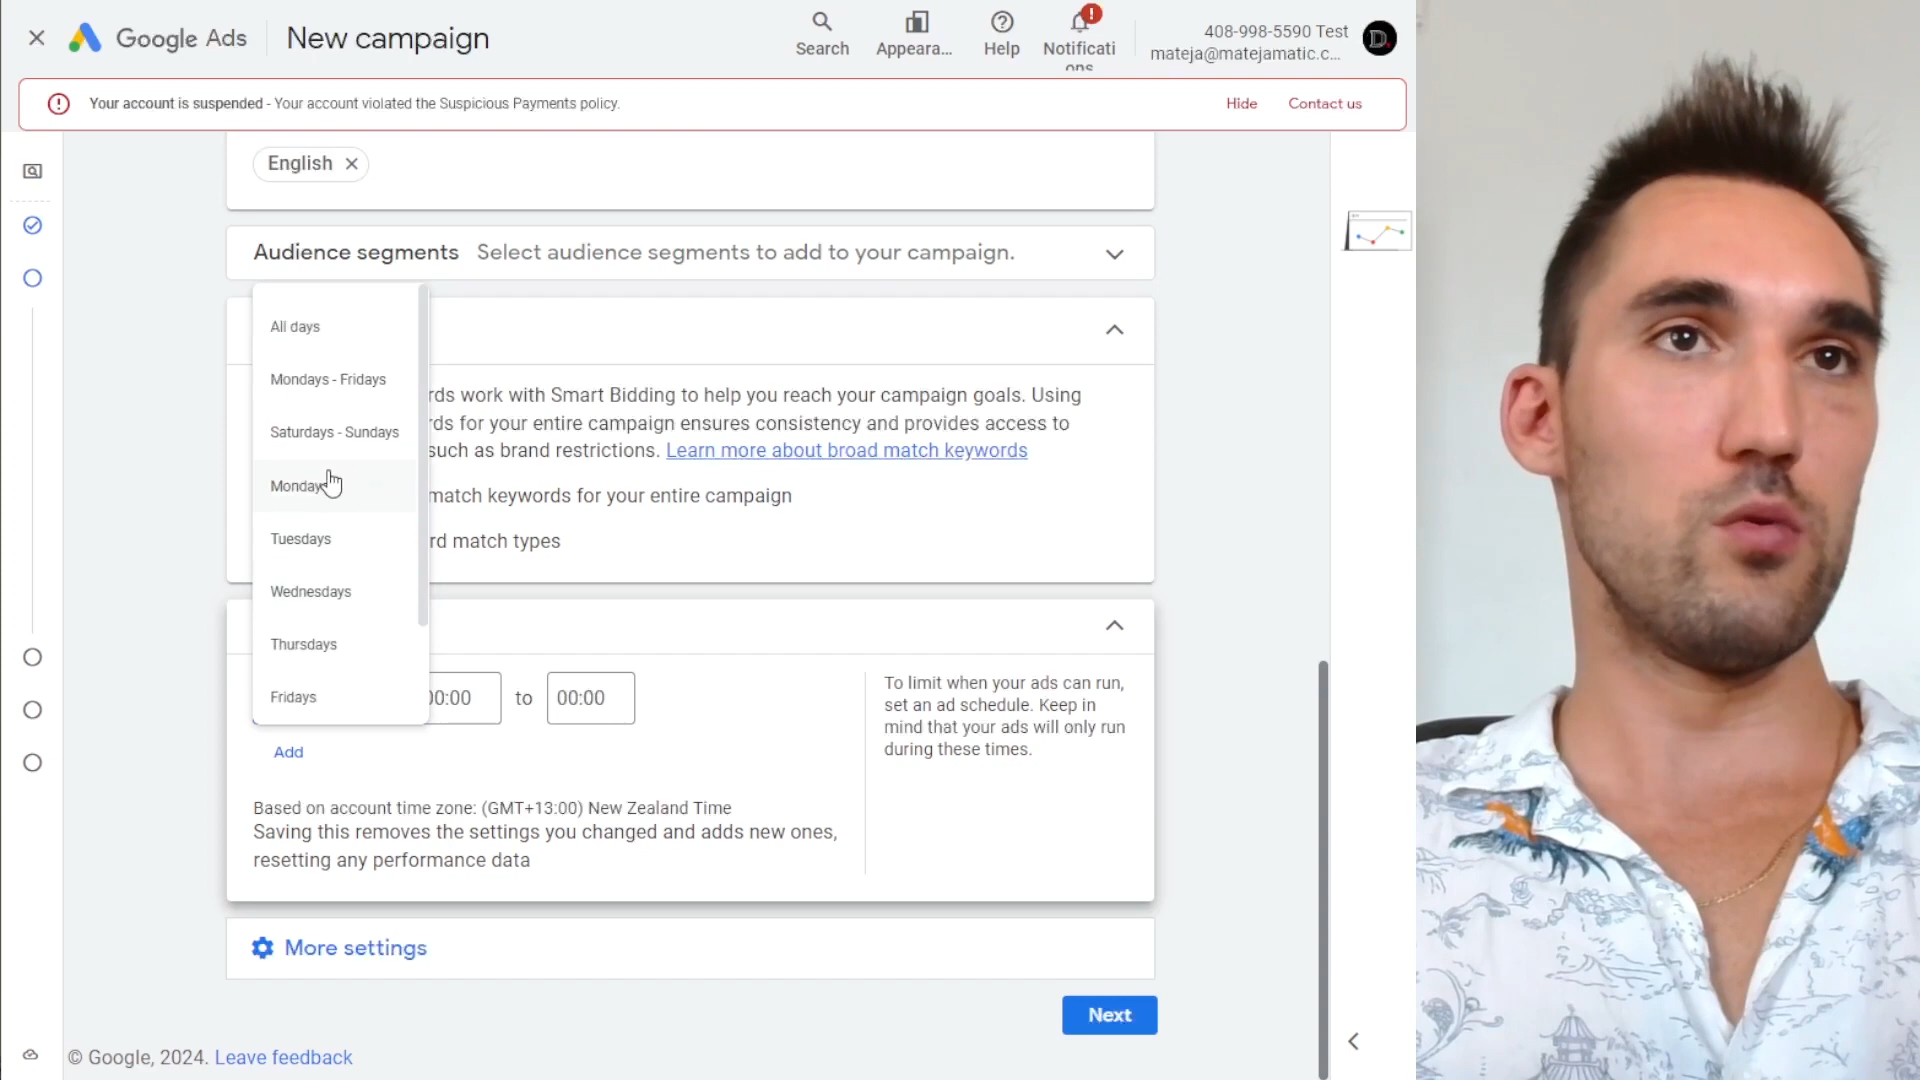 Google Ads
New campaign
Search
Appeara...
Help
Notificati
ons
!
408-998-5590 Test
mateja@matejamatic.c...
D.
Your account is suspended - Your account violated the Suspicious Payments policy.
Hide
Contact us
English
Audience segments Select audience segments to add to your campaign.
All days
Mondays - Fridays
Saturdays - Sundays
Monday
Tuesdays
Wednesdays
Thursdays
Fridays
rds work with Smart Bidding to help you reach your campaign goals. Using
rds for your entire campaign ensures consistency and provides access to
such as brand restrictions. Learn more about broad match keywords
match keywords for your entire campaign
rd match types
00:00 to 00:00
To limit when your ads can run,
set an ad schedule. Keep in
mind that your ads will only run
during these times.
Add
Based on account time zone: (GMT+13:00) New Zealand Time
Saving this removes the settings you changed and adds new ones,
resetting any performance data
More settings
Next
© Google, 2024. Leave feedback